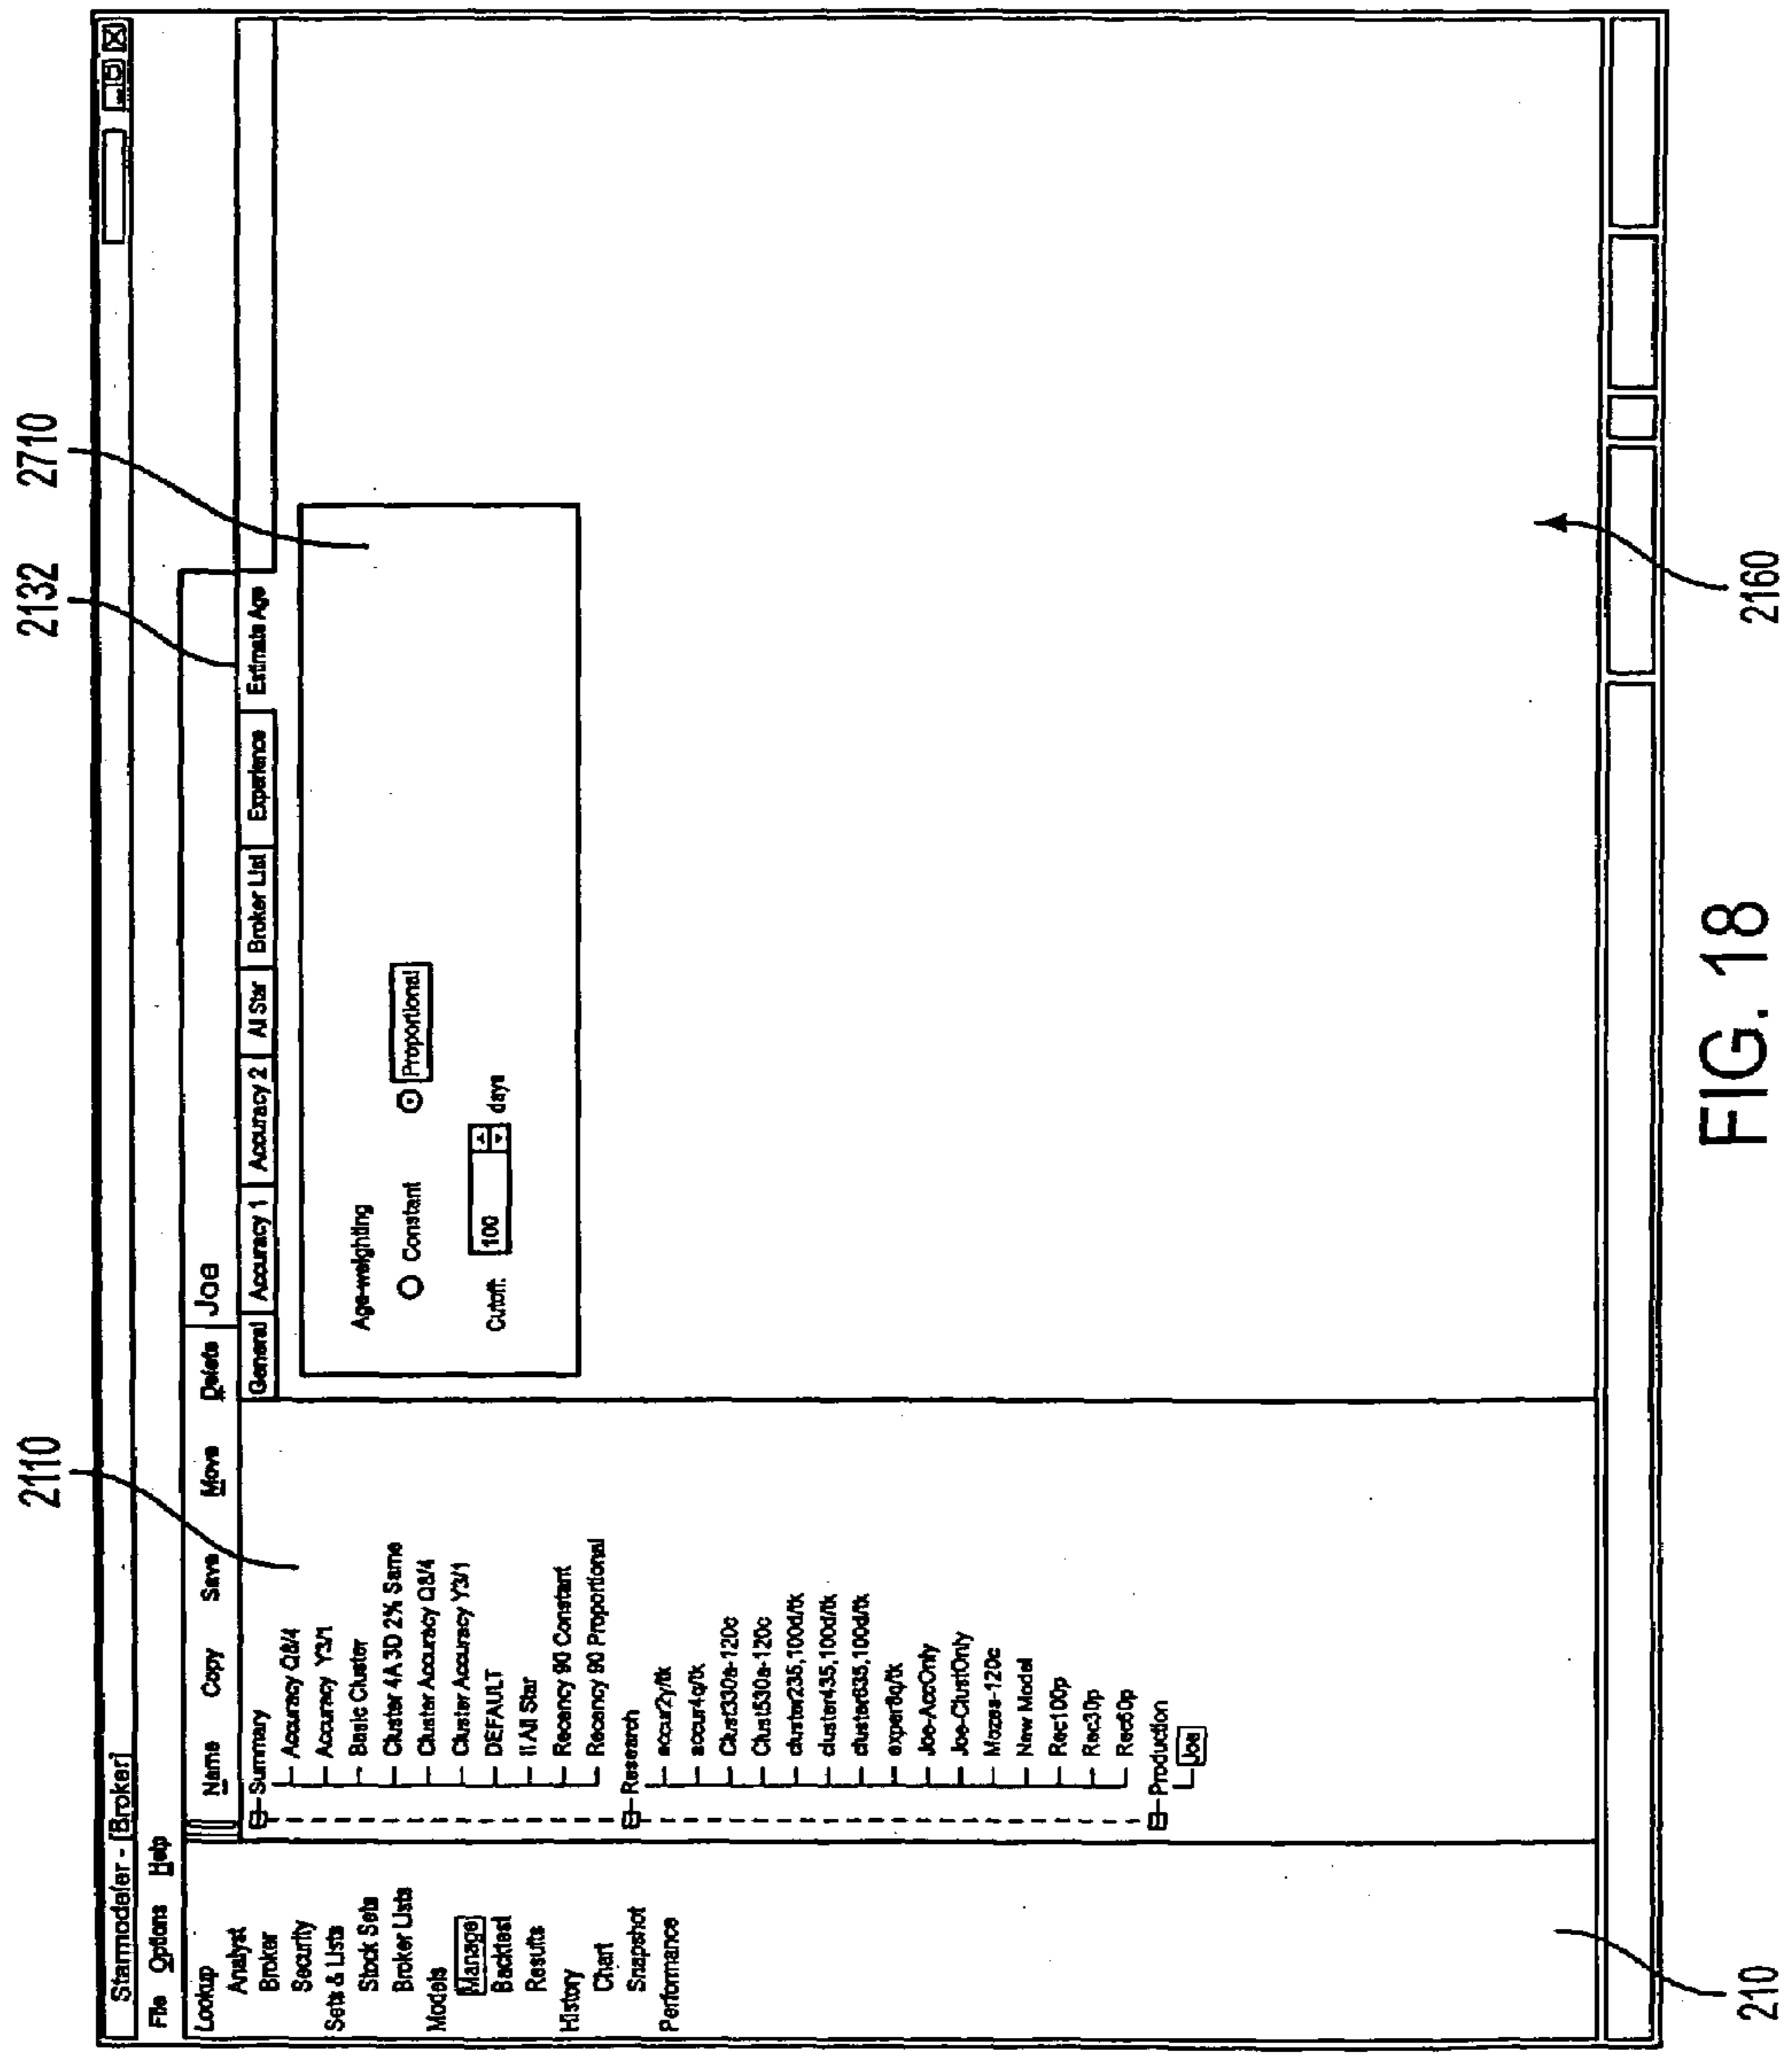 2110
2132
2710
Starmodeler - [Broker]
File Options Help
Name Copy Save Move Delete Joe
General Accuracy 1 Accuracy 2 All Star Broker List Experience Estimate Age
Lookup
Analyst
Broker
Security
Sets & Lists
Stock Sets
Broker Lists
Models
Manage
Backtest
Results
History
Chart
Snapshot
Performance
Summary
Accuracy Q8/4
Accuracy Y3/1
Basic Cluster
Cluster 4A 3D 2% Same
Cluster Accuracy Q8/4
Cluster Accuracy Y3/1
DEFAULT
II All Star
Recency 90 Constant
Recency 90 Proportional
Research
accur2y/tk
accur4q/tk
Clust330a-120c
Clust530a-120c
cluster235,100d/tk
cluster435,100d/tk
cluster635,100d/tk
exper8q/tk
Joe-AccOnly
Joe-ClustOnly
Mozes-120c
New Model
Rec100p
Rec30p
Rec60p
Production
Joe
Age-weighting
Constant Proportional
Cutoff: 100 days
210
2160
FIG. 18